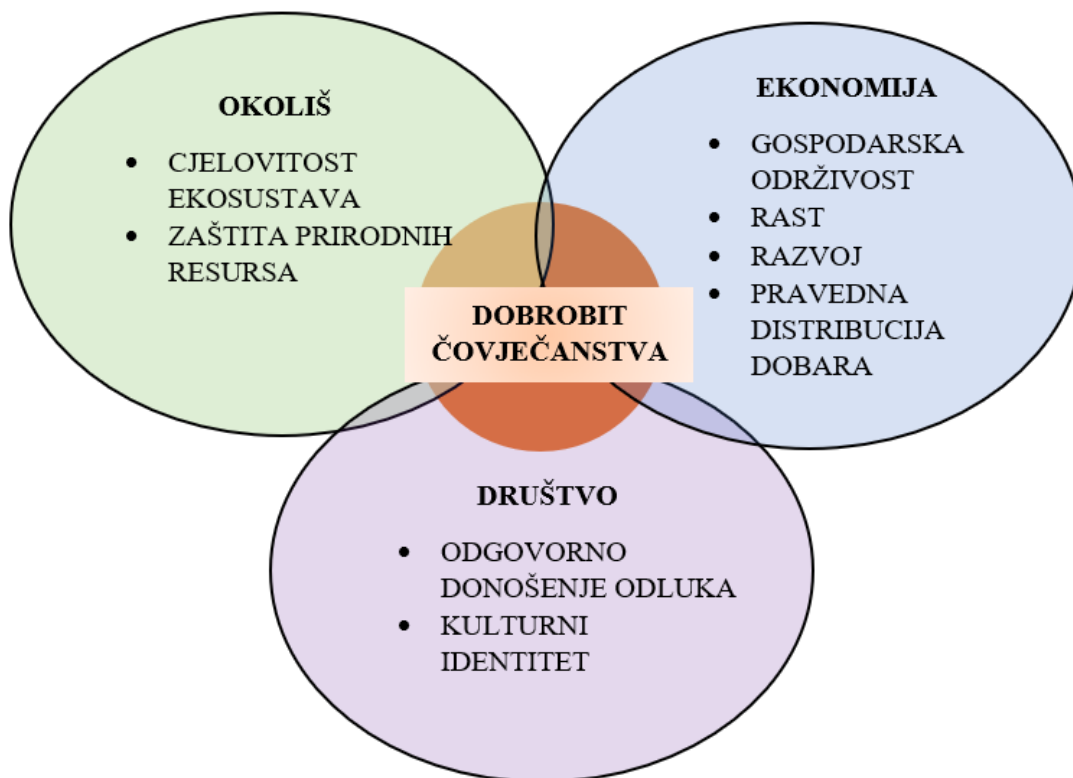 OKOLIŠ
• CJELOVITOST
EKOSUSTAVA
• ZAŠTITA PRIRODNIH
RESURSA
EKONOMIJA
• GOSPODARSKA
ODRŽIVOST
• RAST
• RAZVOJ
• PRAVEDNA
DISTRIBUCIJA
DOBARA
DOBROBIT
ČOVJEČANSTVA
DRUŠTVO
• ODGOVORNO
DONOŠENJE ODLUKA
• KULTURNI
IDENTITET